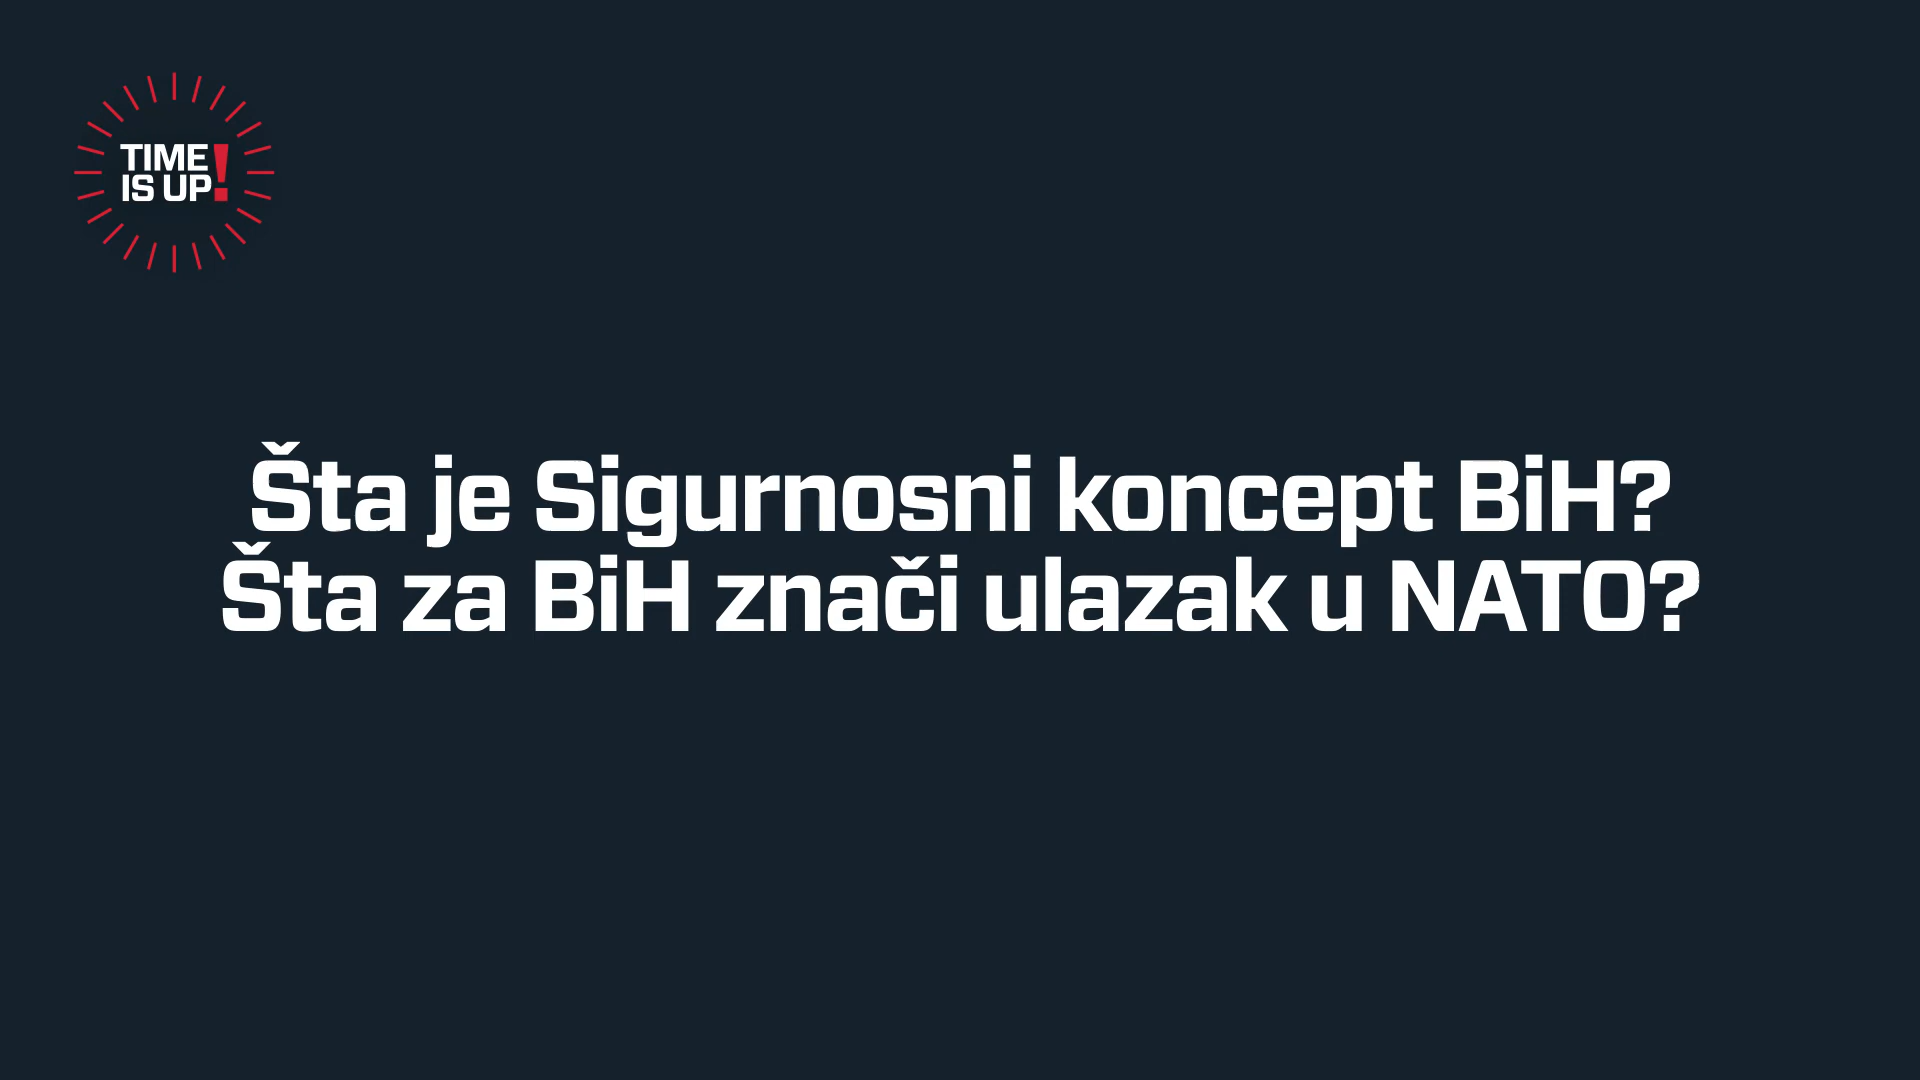 TIME
IS UP!
Šta je Sigurnosni koncept BiH?
Šta za BiH znači ulazak u NATO?